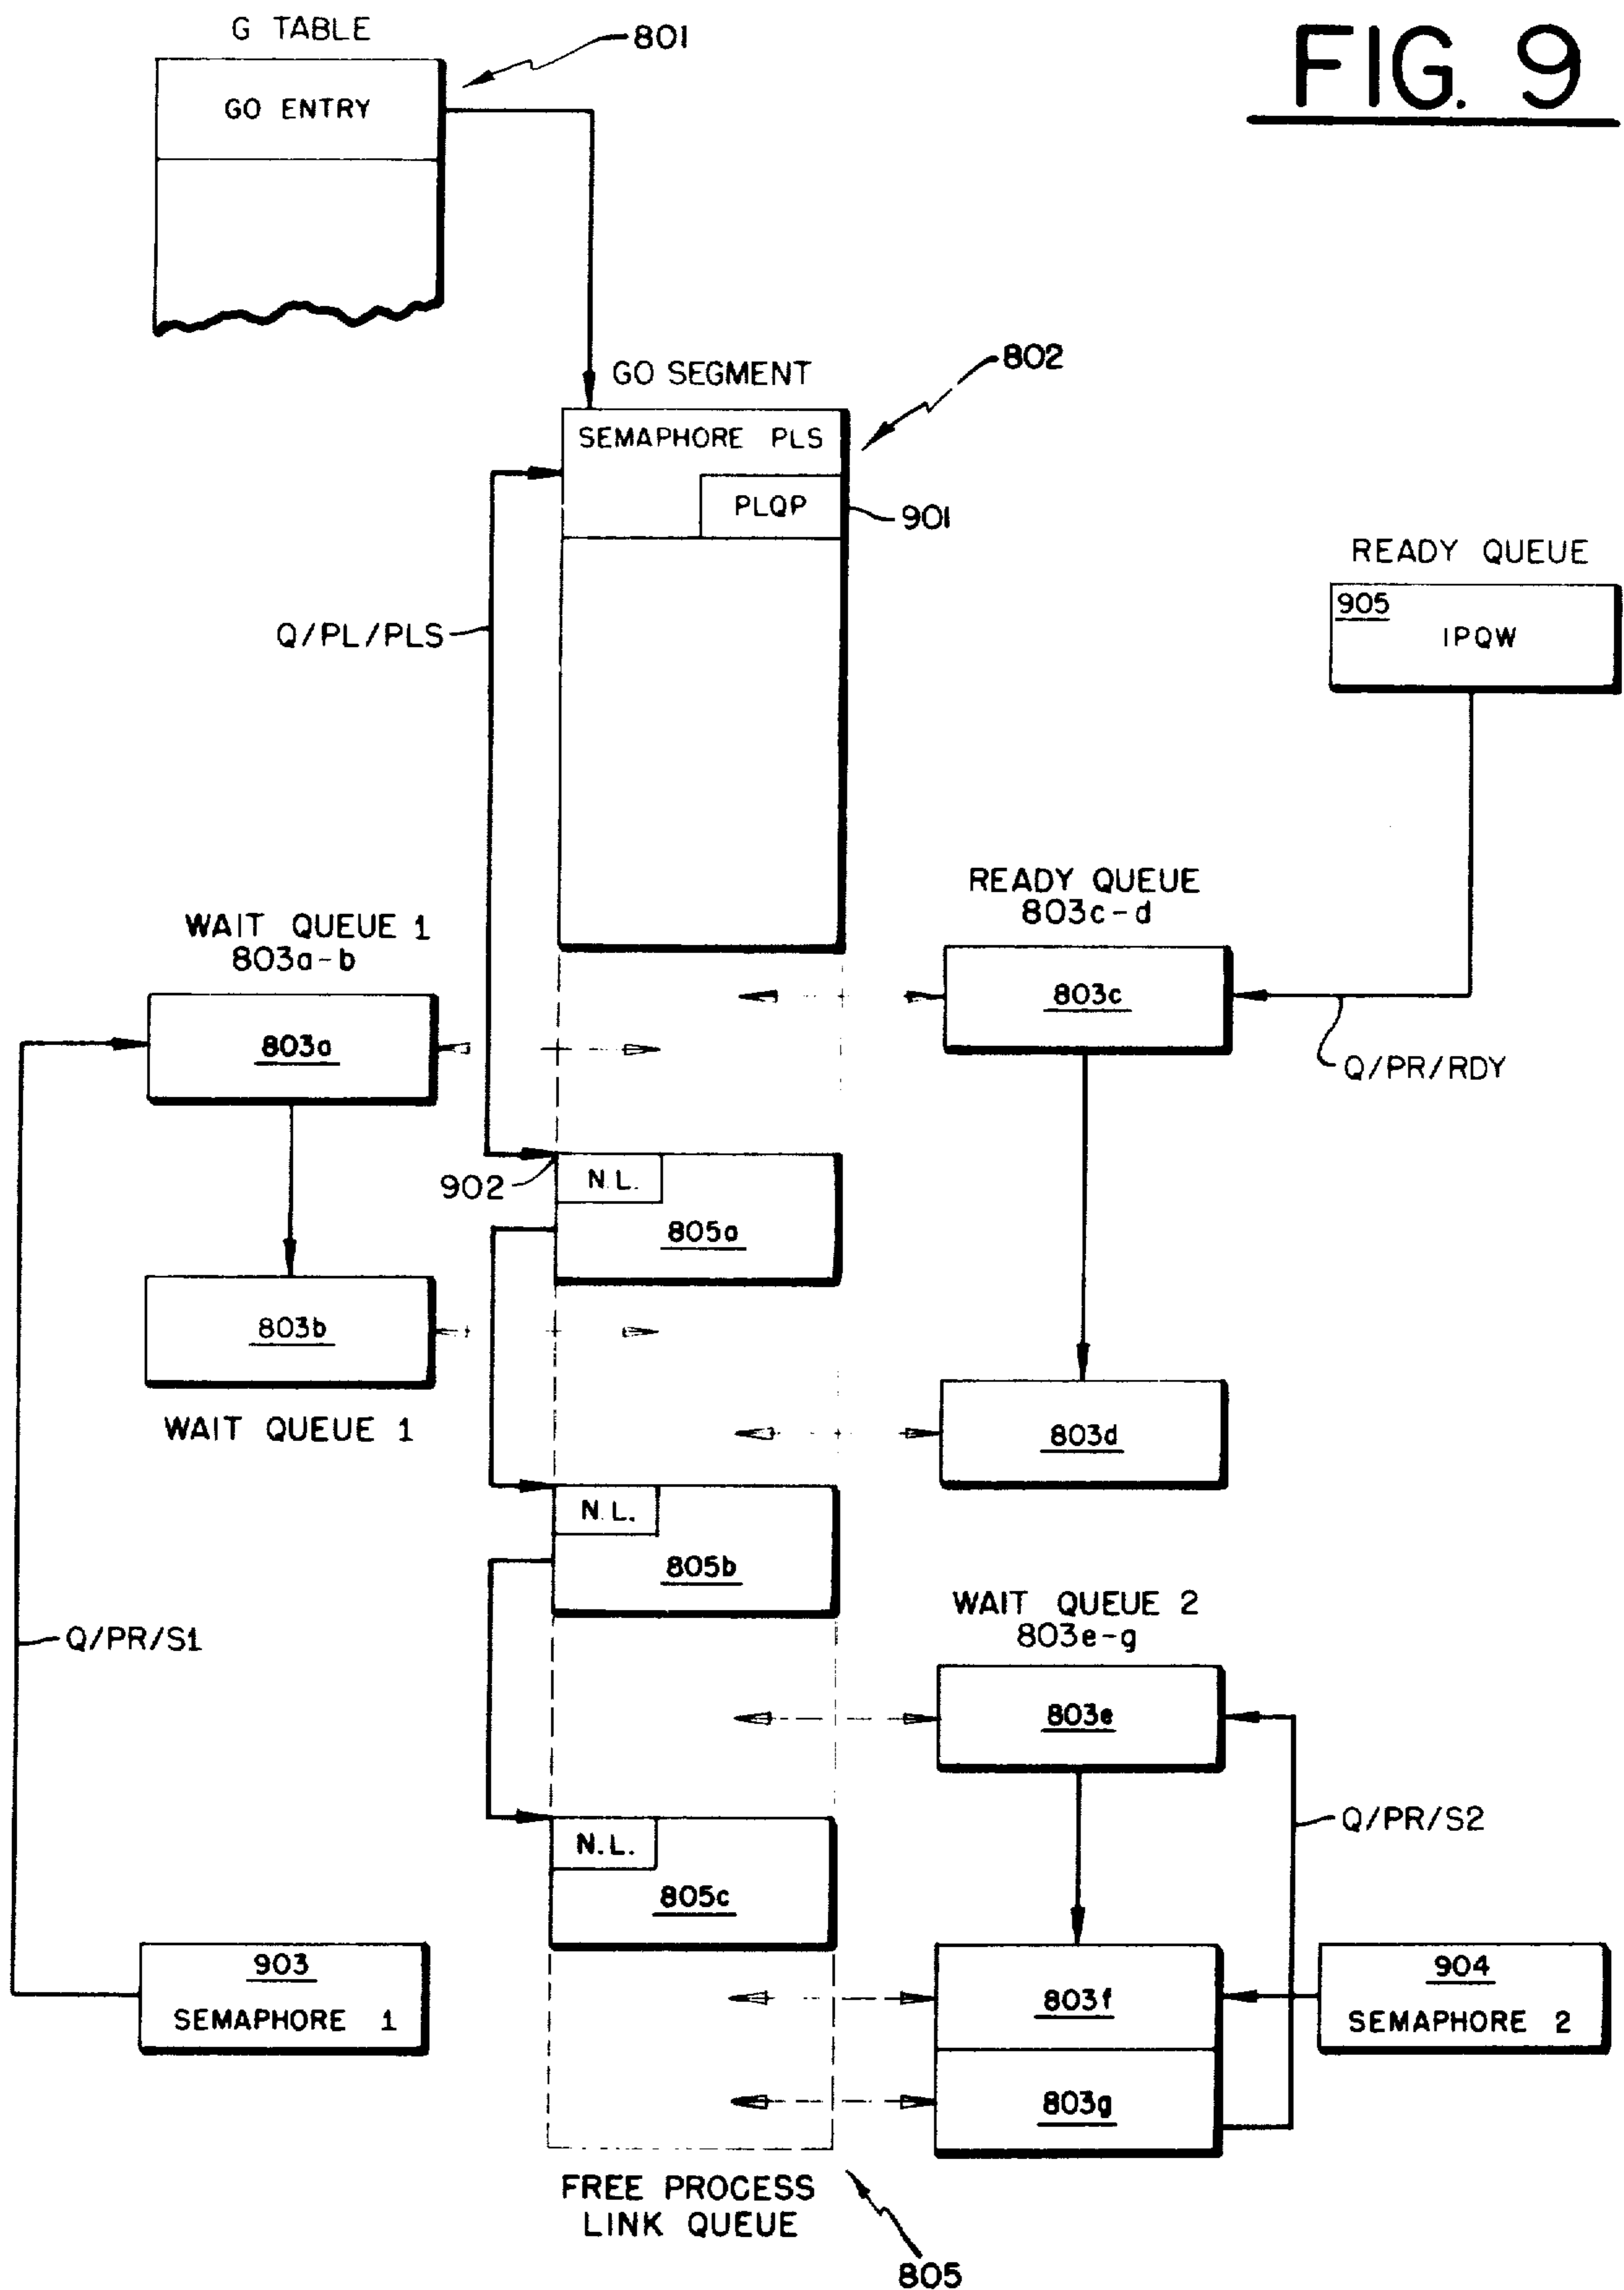 G TABLE
801
FIG. 9
GO ENTRY
GO SEGMENT
802
SEMAPHORE PLS
PLQP
901
READY QUEUE
905
IPQW
Q/PL/PLS
READY QUEUE
803c-d
WAIT QUEUE 1
803a-b
803c
803a
Q/PR/RDY
902
N.L.
805a
803b
WAIT QUEUE 1
803d
N.L.
805b
WAIT QUEUE 2
803e-g
Q/PR/S1
803e
Q/PR/S2
N.L.
805c
903
SEMAPHORE 1
803f
904
SEMAPHORE 2
803g
FREE PROCESS
LINK QUEUE
805